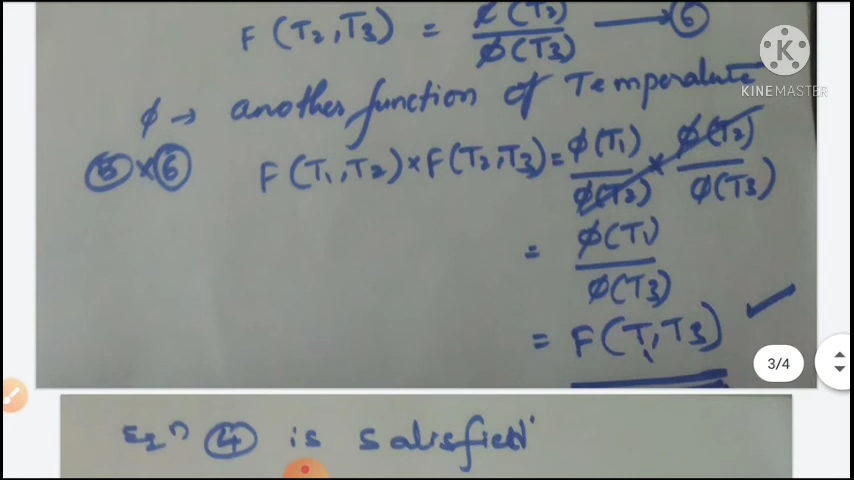 F (T2, T3) = ϕ(T2)/ϕ(T3) ⟶ ⑥
ϕ → another function of Temperature
⑤ × ⑥ F(T1, T2) × F(T2, T3) = ϕ(T1)/ϕ(T2) × ϕ(T2)/ϕ(T3)
= ϕ(T1)/ϕ(T3)
= F(T1, T3) ✓
Eqn ④ is satisfied
K
KINEMASTER
3/4